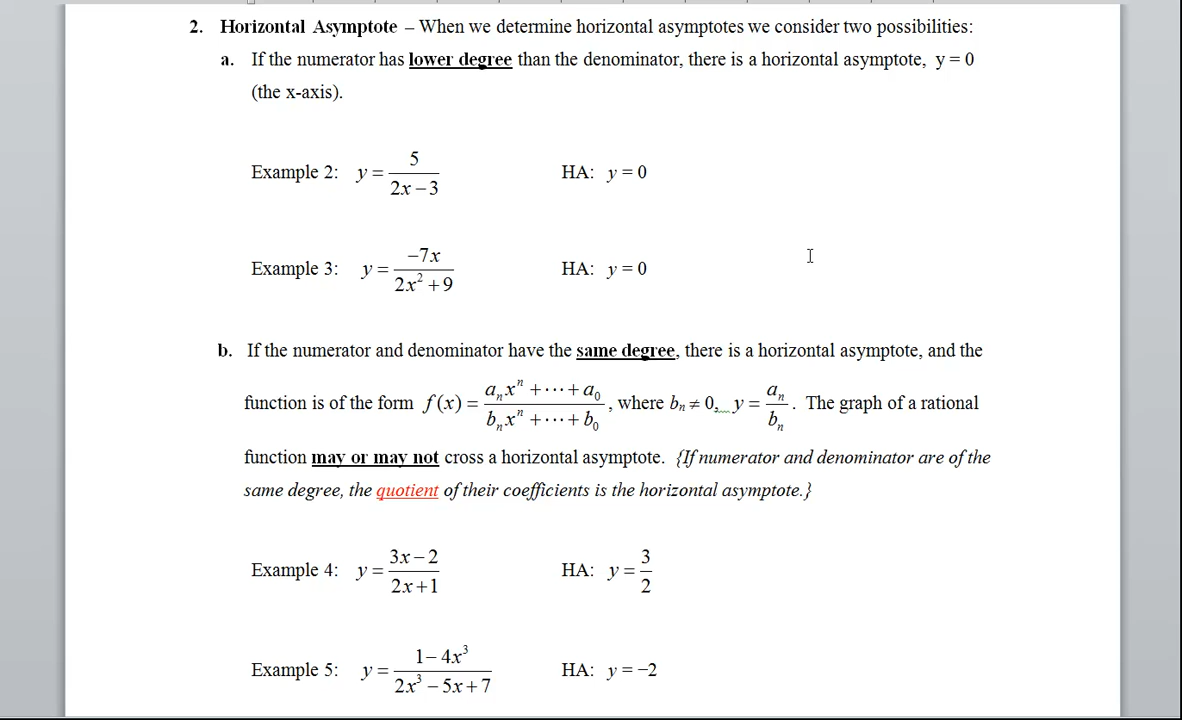 2. Horizontal Asymptote – When we determine horizontal asymptotes we consider two possibilities:
a. If the numerator has lower degree than the denominator, there is a horizontal asymptote, y = 0
(the x-axis).
Example 2: y = 5 / (2x − 3) HA: y = 0
Example 3: y = −7x / (2x² + 9) HA: y = 0
b. If the numerator and denominator have the same degree, there is a horizontal asymptote, and the
function is of the form f(x) = (aₙxⁿ + ⋯ + a₀) / (bₙxⁿ + ⋯ + b₀), where bₙ ≠ 0, y = aₙ / bₙ. The graph of a rational
function may or may not cross a horizontal asymptote. {If numerator and denominator are of the
same degree, the quotient of their coefficients is the horizontal asymptote.}
Example 4: y = (3x − 2) / (2x + 1) HA: y = 3 / 2
Example 5: y = (1 − 4x³) / (2x³ − 5x + 7) HA: y = −2